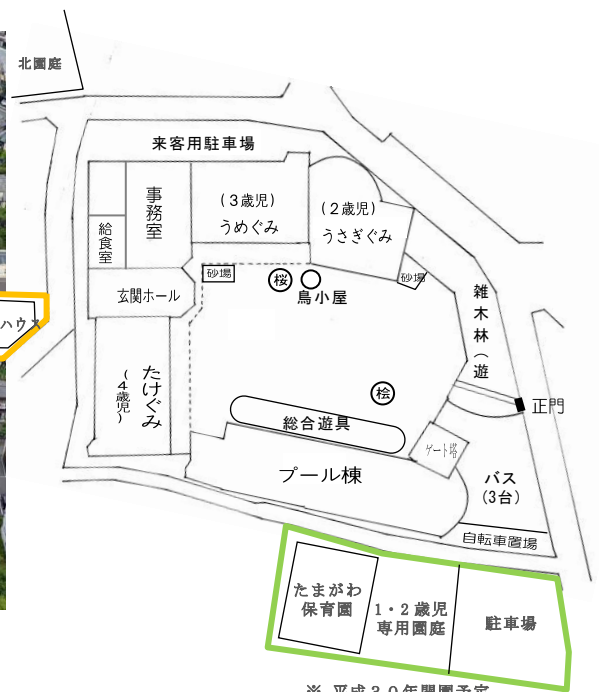 北園庭
来客用駐車場
事務室
給食室
(3歳児)
うめぐみ
(2歳児)
うさぎぐみ
砂場
桜
鳥小屋
砂場
玄関ホール
ハウス
雑木林(遊
たけぐみ
(4歳児)
桧
正門
総合遊具
ゲート塔
プール棟
バス
(3台)
自転車置場
たまがわ
保育園
1・2歳児
専用園庭
駐車場
※ 平成30年開園予定